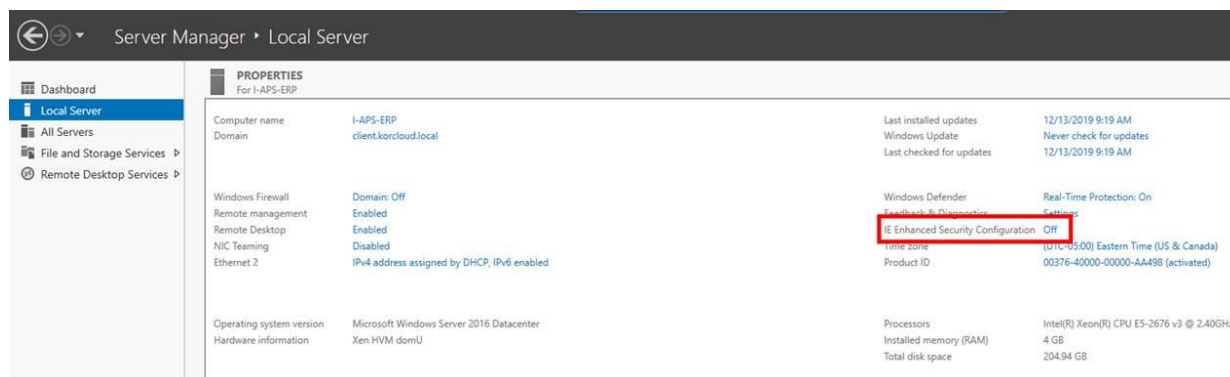 Server Manager • Local Server
Dashboard
Local Server
All Servers
File and Storage Services
Remote Desktop Services
PROPERTIES
For I-APS-ERP
Computer name I-APS-ERP
Domain client.korcloud.local
Last installed updates 12/13/2019 9:19 AM
Windows Update Never check for updates
Last checked for updates 12/13/2019 9:19 AM
Windows Firewall Domain: Off
Remote management Enabled
Remote Desktop Enabled
NIC Teaming Disabled
Ethernet 2 IPv4 address assigned by DHCP, IPv6 enabled
Windows Defender Real-Time Protection: On
Feedback & Diagnostics Settings
IE Enhanced Security Configuration Off
Time zone (UTC-05:00) Eastern Time (US & Canada)
Product ID 00376-40000-00000-AA498 (activated)
Operating system version Microsoft Windows Server 2016 Datacenter
Hardware information Xen HVM domU
Processors Intel(R) Xeon(R) CPU E5-2676 v3 @ 2.40GHz
Installed memory (RAM) 4 GB
Total disk space 204.94 GB